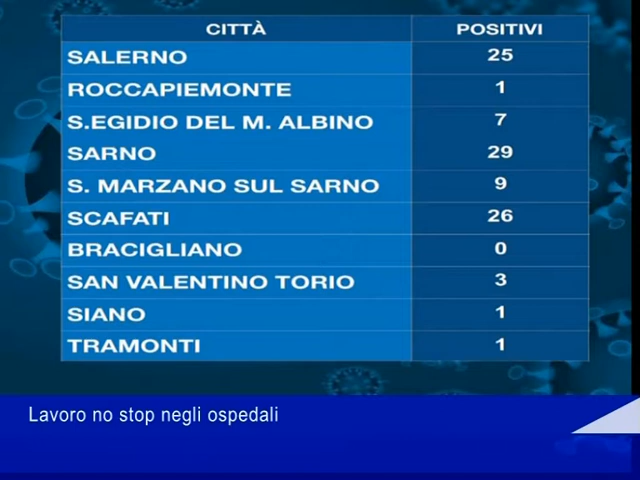 CITTÀ POSITIVI
SALERNO 25
ROCCAPIEMONTE 1
S.EGIDIO DEL M. ALBINO 7
SARNO 29
S. MARZANO SUL SARNO 9
SCAFATI 26
BRACIGLIANO 0
SAN VALENTINO TORIO 3
SIANO 1
TRAMONTI 1
Lavoro no stop negli ospedali